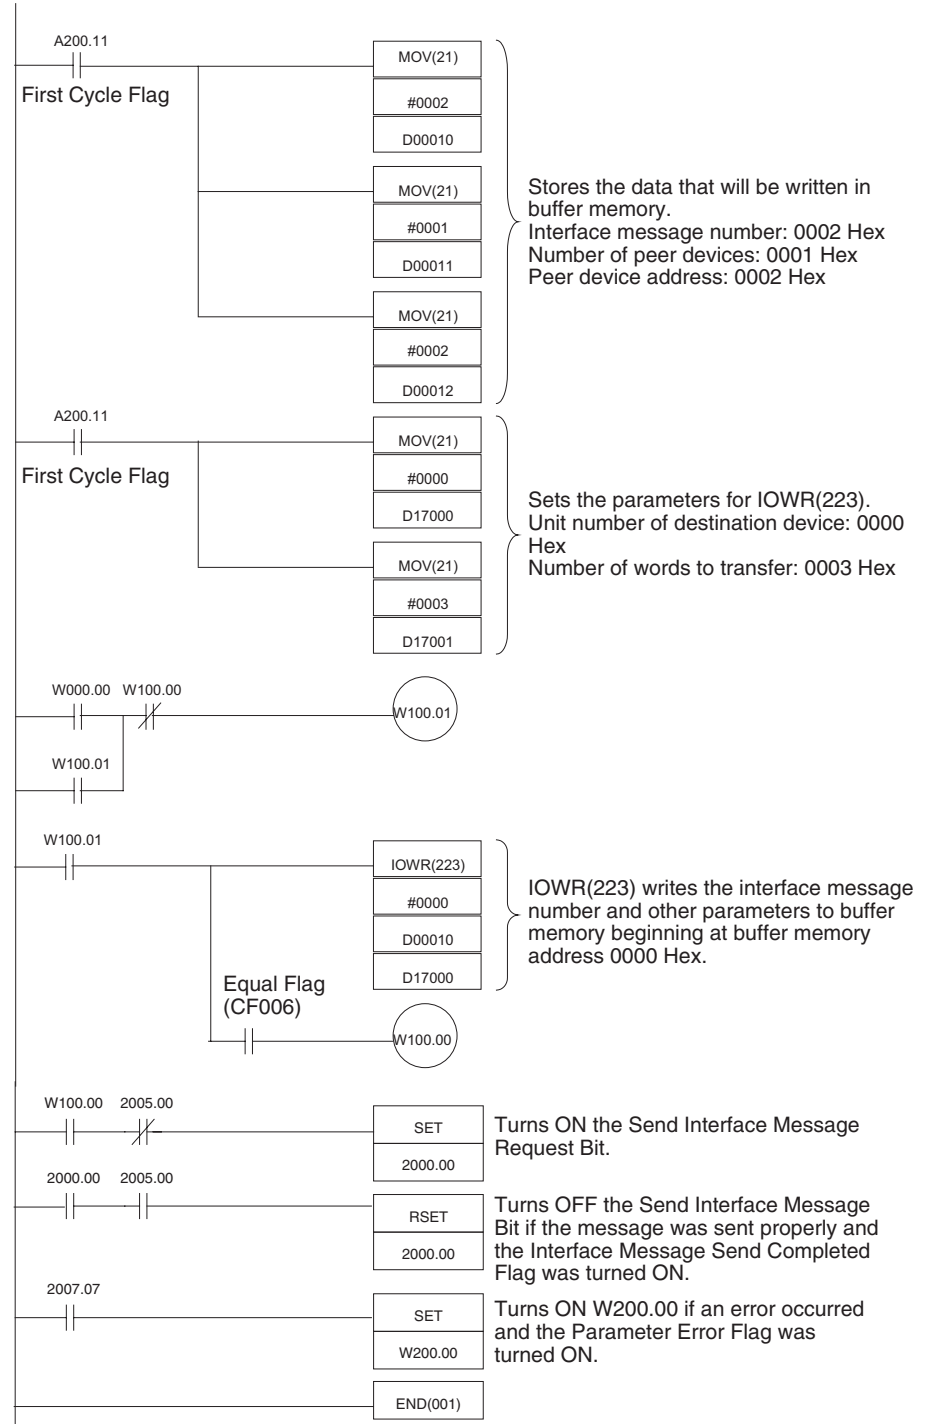 A200.11
First Cycle Flag
MOV(21)
#0002
D00010
MOV(21)
#0001
D00011
MOV(21)
#0002
D00012
Stores the data that will be written in
buffer memory.
Interface message number: 0002 Hex
Number of peer devices: 0001 Hex
Peer device address: 0002 Hex
A200.11
First Cycle Flag
MOV(21)
#0000
D17000
MOV(21)
#0003
D17001
Sets the parameters for IOWR(223).
Unit number of destination device: 0000
Hex
Number of words to transfer: 0003 Hex
W000.00 W100.00
W100.01
W100.01
W100.01
IOWR(223)
#0000
D00010
D17000
IOWR(223) writes the interface message
number and other parameters to buffer
memory beginning at buffer memory
address 0000 Hex.
Equal Flag
(CF006)
W100.00
W100.00 2005.00
SET
2000.00
Turns ON the Send Interface Message
Request Bit.
2000.00 2005.00
RSET
2000.00
Turns OFF the Send Interface Message
Bit if the message was sent properly and
the Interface Message Send Completed
Flag was turned ON.
2007.07
SET
W200.00
Turns ON W200.00 if an error occurred
and the Parameter Error Flag was
turned ON.
END(001)